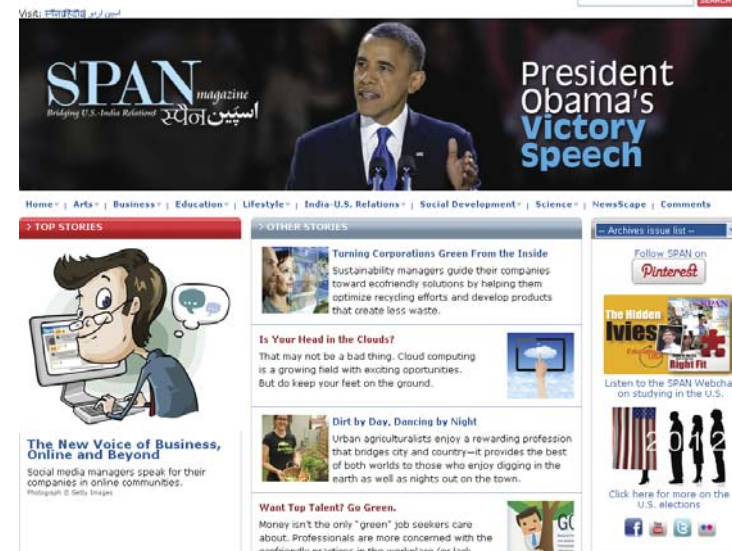 Visit:
SEARCH
SPAN
magazine
Bridging U.S.-India Relations
स्पैन
اسپَین
President
Obama's
Victory
Speech
Home | Arts | Business | Education | Lifestyle | India-U.S. Relations | Social Development | Science | NewsScape | Comments
> TOP STORIES
The New Voice of Business,
Online and Beyond
Social media managers speak for their
companies in online communities.
Photograph © Getty Images
> OTHER STORIES
Turning Corporations Green From the Inside
Sustainability managers guide their companies
toward ecofriendly solutions by helping them
optimize recycling efforts and develop products
that create less waste.
Is Your Head in the Clouds?
That may not be a bad thing. Cloud computing
is a growing field with exciting opportunities.
But do keep your feet on the ground.
Dirt by Day, Dancing by Night
Urban agriculturalists enjoy a rewarding profession
that bridges city and country—it provides the best
of both worlds to those who enjoy digging in the
earth as well as nights out on the town.
Want Top Talent? Go Green.
Money isn't the only "green" job seekers care
about. Professionals are more concerned with the
-- Archives issue list --
Follow SPAN on
Pinterest
The Hidden
Ivies
SPAN
Right Fit
Listen to the SPAN Webcha
on studying in the U.S.
2012
Click here for more on the
U.S. elections